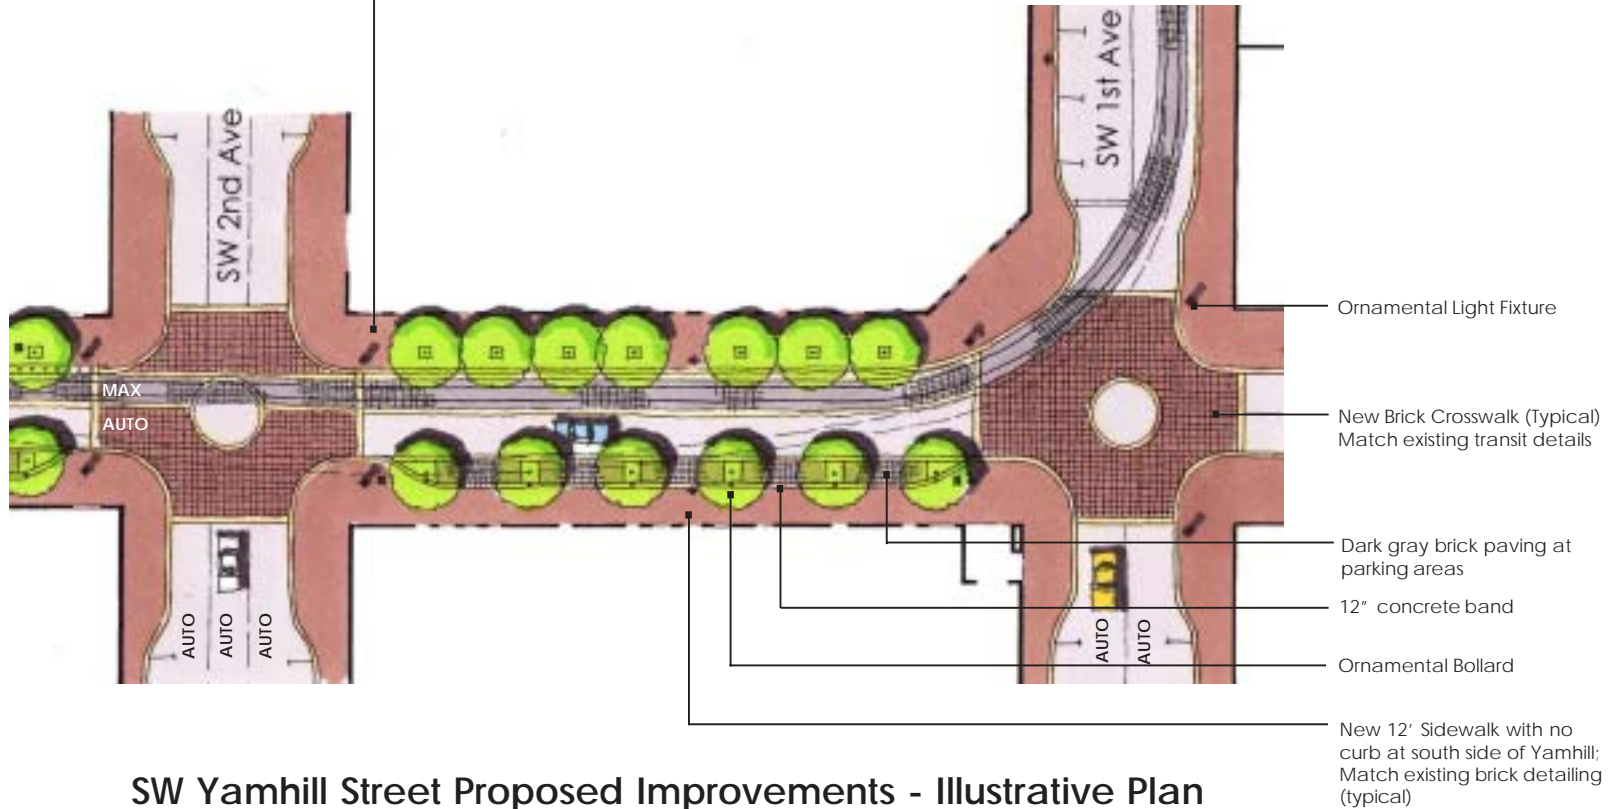 SW 2nd Ave
SW 1st Ave
MAX
AUTO
AUTO
AUTO
AUTO
AUTO
AUTO
Ornamental Light Fixture
New Brick Crosswalk (Typical)
Match existing transit details
Dark gray brick paving at
parking areas
12" concrete band
Ornamental Bollard
New 12' Sidewalk with no
curb at south side of Yamhill;
Match existing brick detailing
(typical)
SW Yamhill Street Proposed Improvements - Illustrative Plan